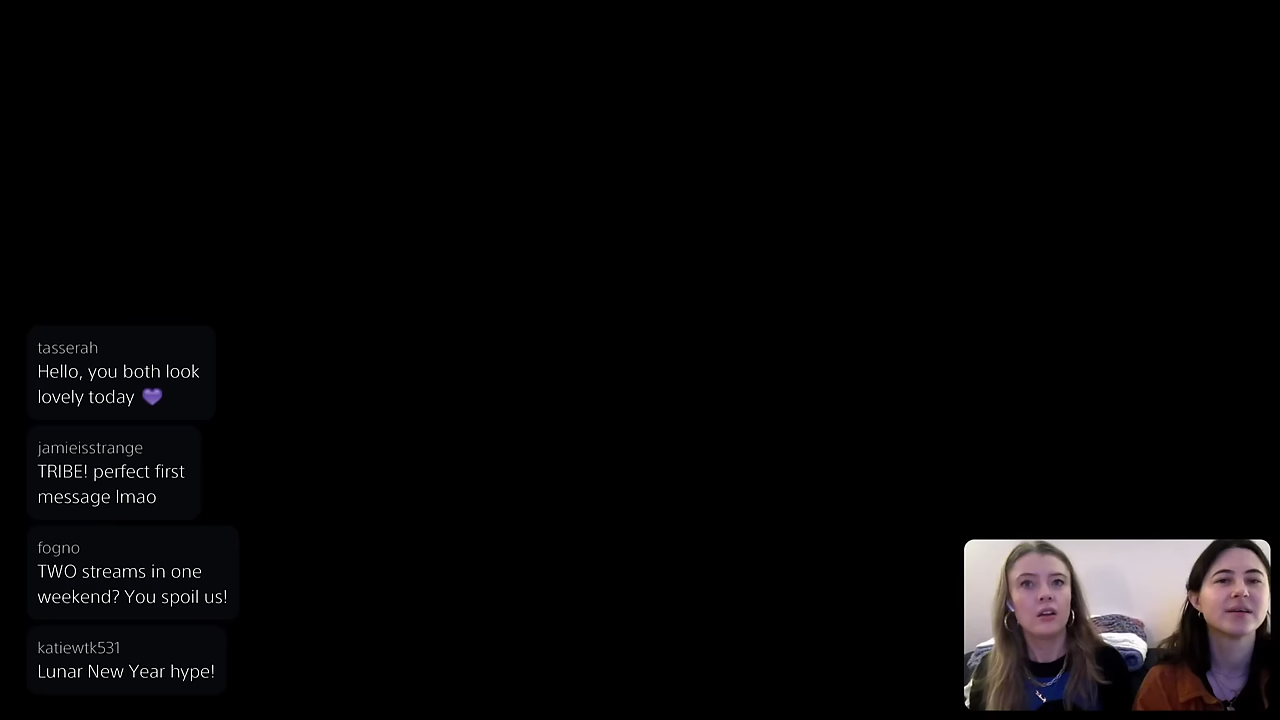 tasserah
Hello, you both look
lovely today 💜
jamieisstrange
TRIBE! perfect first
message lmao
fogno
TWO streams in one
weekend? You spoil us!
katiewtk531
Lunar New Year hype!